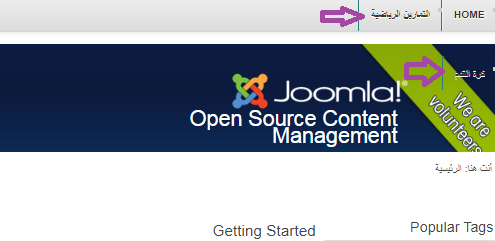 HOME
التمارين الرياضية
كرة القدم
Joomla!®
We are
volunteers
Open Source Content
Management
أنت هنا: الرئيسية
Popular Tags
Getting Started